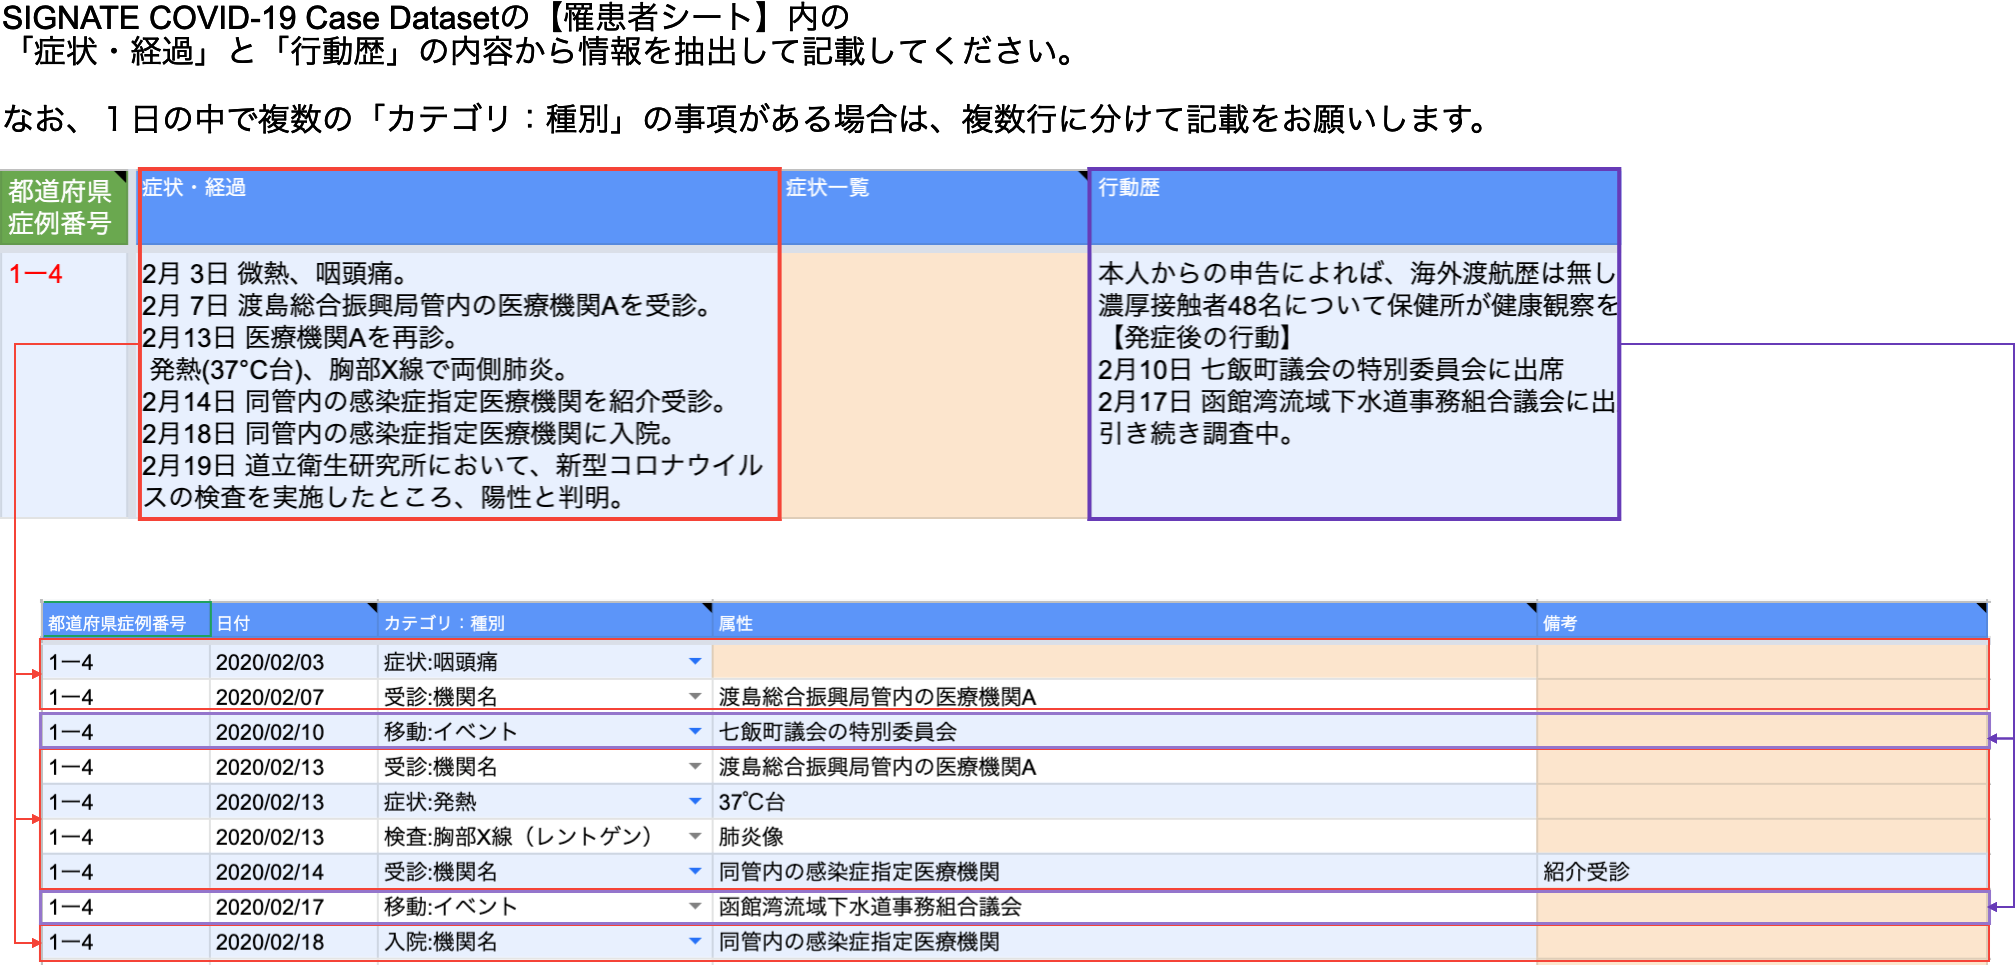 SIGNATE COVID-19 Case Datasetの【罹患者シート】内の
「症状・経過」と「行動歴」の内容から情報を抽出して記載してください。
なお、１日の中で複数の「カテゴリ：種別」の事項がある場合は、複数行に分けて記載をお願いします。
都道府県
症例番号
症状・経過
症状一覧
行動歴
1ー4
2月 3日 微熱、咽頭痛。
2月 7日 渡島総合振興局管内の医療機関Aを受診。
2月13日 医療機関Aを再診。
発熱(37°C台)、胸部X線で両側肺炎。
2月14日 同管内の感染症指定医療機関を紹介受診。
2月18日 同管内の感染症指定医療機関に入院。
2月19日 道立衛生研究所において、新型コロナウイル
スの検査を実施したところ、陽性と判明。
本人からの申告によれば、海外渡航歴は無し
濃厚接触者48名について保健所が健康観察を
【発症後の行動】
2月10日 七飯町議会の特別委員会に出席
2月17日 函館湾流域下水道事務組合議会に出
引き続き調査中。
都道府県症例番号 日付 カテゴリ：種別 属性 備考
1ー4 2020/02/03 症状:咽頭痛
1ー4 2020/02/07 受診:機関名 渡島総合振興局管内の医療機関A
1ー4 2020/02/10 移動:イベント 七飯町議会の特別委員会
1ー4 2020/02/13 受診:機関名 渡島総合振興局管内の医療機関A
1ー4 2020/02/13 症状:発熱 37℃台
1ー4 2020/02/13 検査:胸部X線（レントゲン） 肺炎像
1ー4 2020/02/14 受診:機関名 同管内の感染症指定医療機関 紹介受診
1ー4 2020/02/17 移動:イベント 函館湾流域下水道事務組合議会
1ー4 2020/02/18 入院:機関名 同管内の感染症指定医療機関